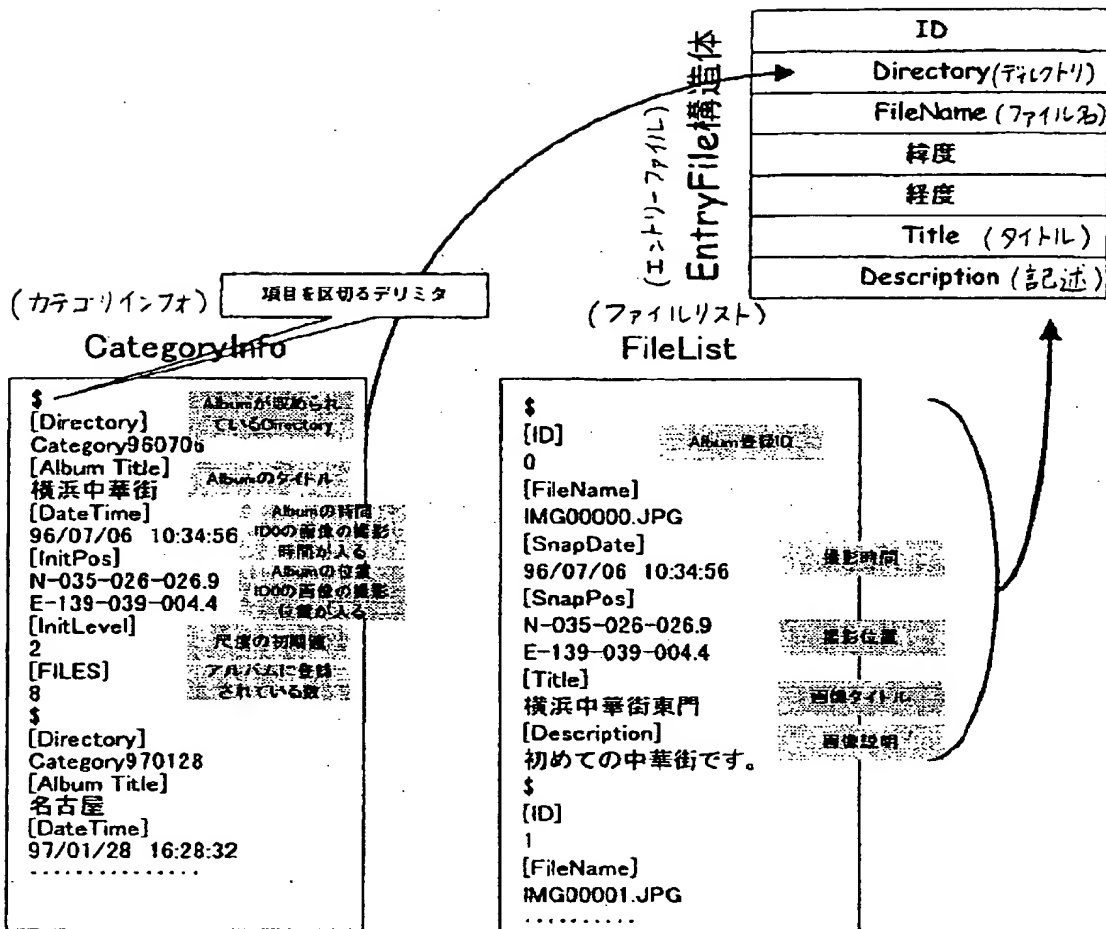 ID
Directory(ディレクトリ)
FileName (ファイル名)
緯度
経度
Title (タイトル)
Description (記述)
(エントリーファイル)
EntryFile構造体
(カテゴリインフォ)
項目を区切るデリミタ
CategoryInfo
$
[Directory]
Albumが収められ
ているDirectory
Category960706
[Album Title]
Albumのタイトル
横浜中華街
[DateTime]
Albumの時間
96/07/06 10:34:56
ID0の画像の撮影
時間が入る
[InitPos]
Albumの位置
N-035-026-026.9
ID0の画像の撮影
E-139-039-004.4
位置が入る
[InitLevel]
尺度の初期値
2
[FILES]
アルバムに登録
されている数
8
$
[Directory]
Category970128
[Album Title]
名古屋
[DateTime]
97/01/28 16:28:32
...............
(ファイルリスト)
FileList
$
[ID]
Album登録ID
0
[FileName]
IMG00000.JPG
[SnapDate]
撮影時間
96/07/06 10:34:56
[SnapPos]
N-035-026-026.9
撮影位置
E-139-039-004.4
[Title]
画像タイトル
横浜中華街東門
[Description]
画像説明
初めての中華街です。
$
[ID]
1
[FileName]
IMG00001.JPG
..........